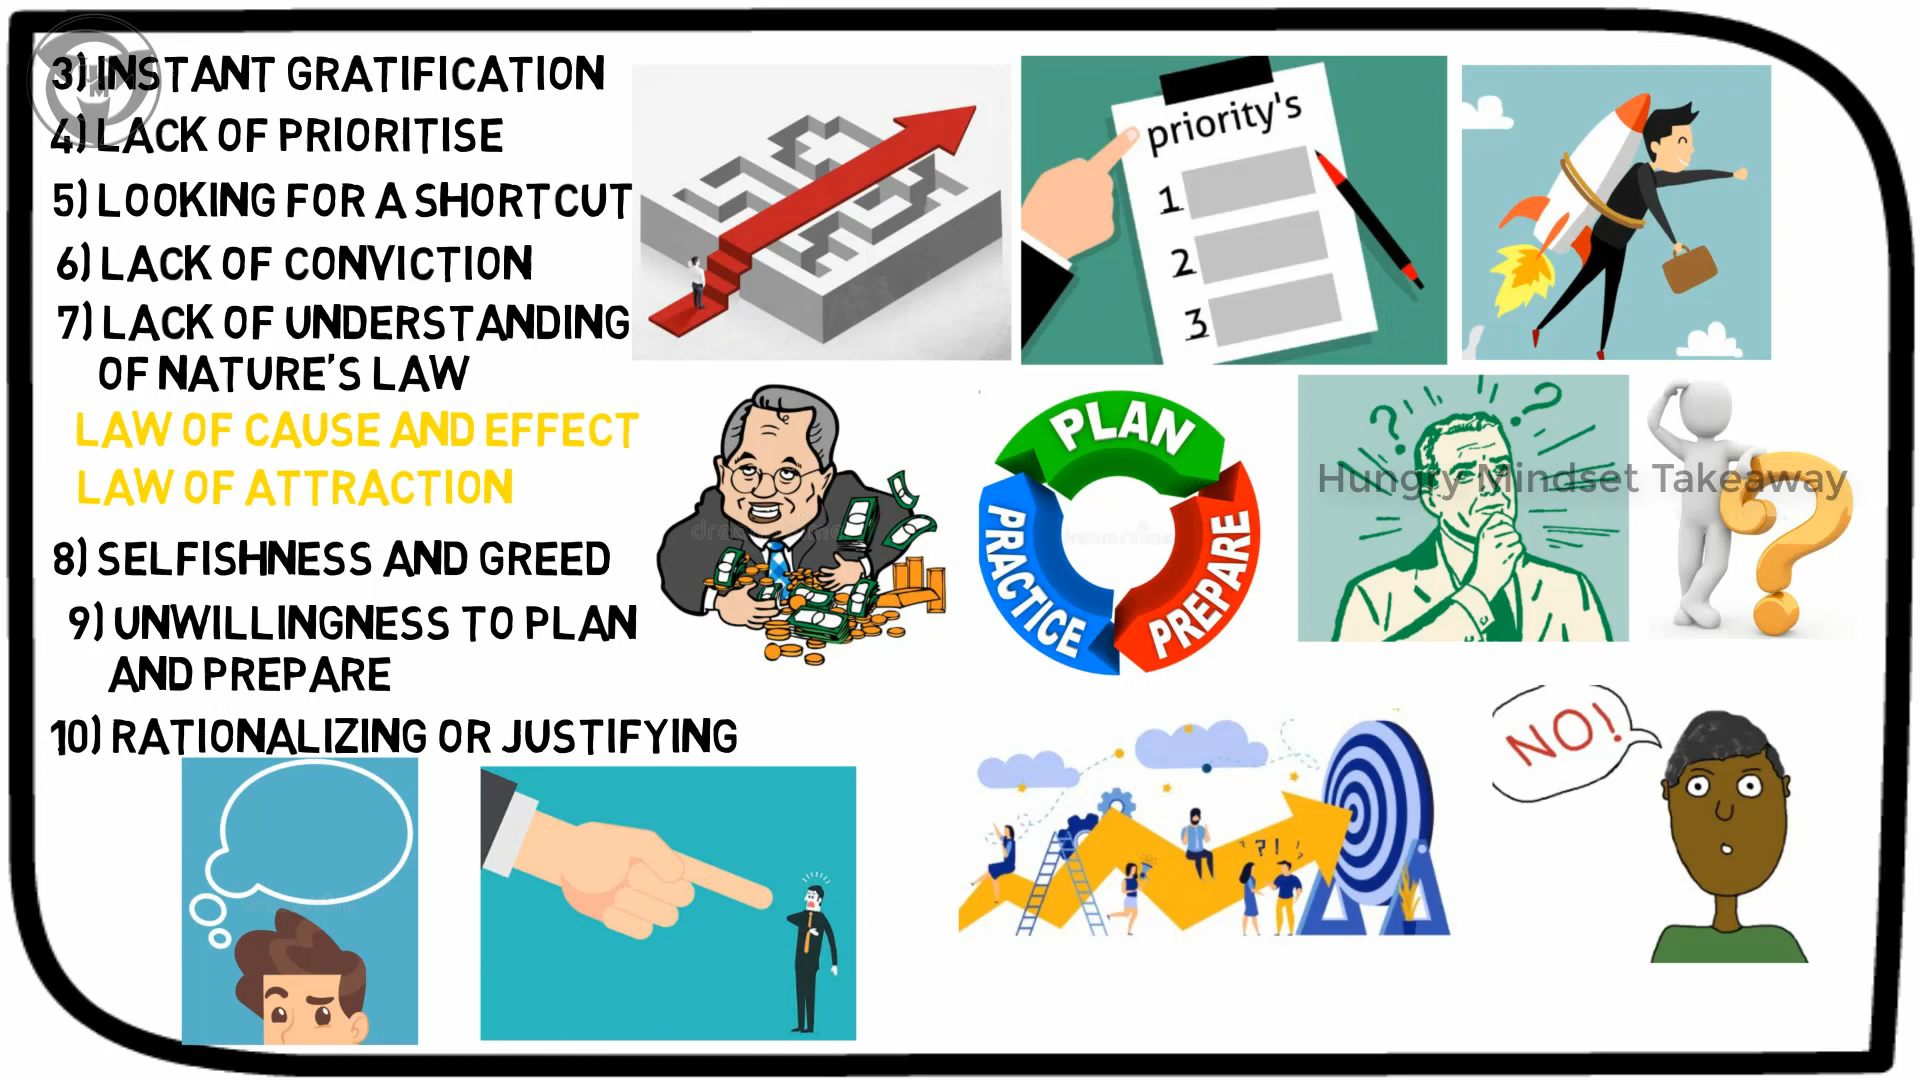 3) INSTANT GRATIFICATION
4) LACK OF PRIORITISE
5) LOOKING FOR A SHORTCUT
6) LACK OF CONVICTION
7) LACK OF UNDERSTANDING
OF NATURE'S LAW
LAW OF CAUSE AND EFFECT
LAW OF ATTRACTION
8) SELFISHNESS AND GREED
9) UNWILLINGNESS TO PLAN
AND PREPARE
10) RATIONALIZING OR JUSTIFYING
priority's
1
2
3
PLAN
PREPARE
PRACTICE
Hungry Mindset Takeaway
? ! !
NO!